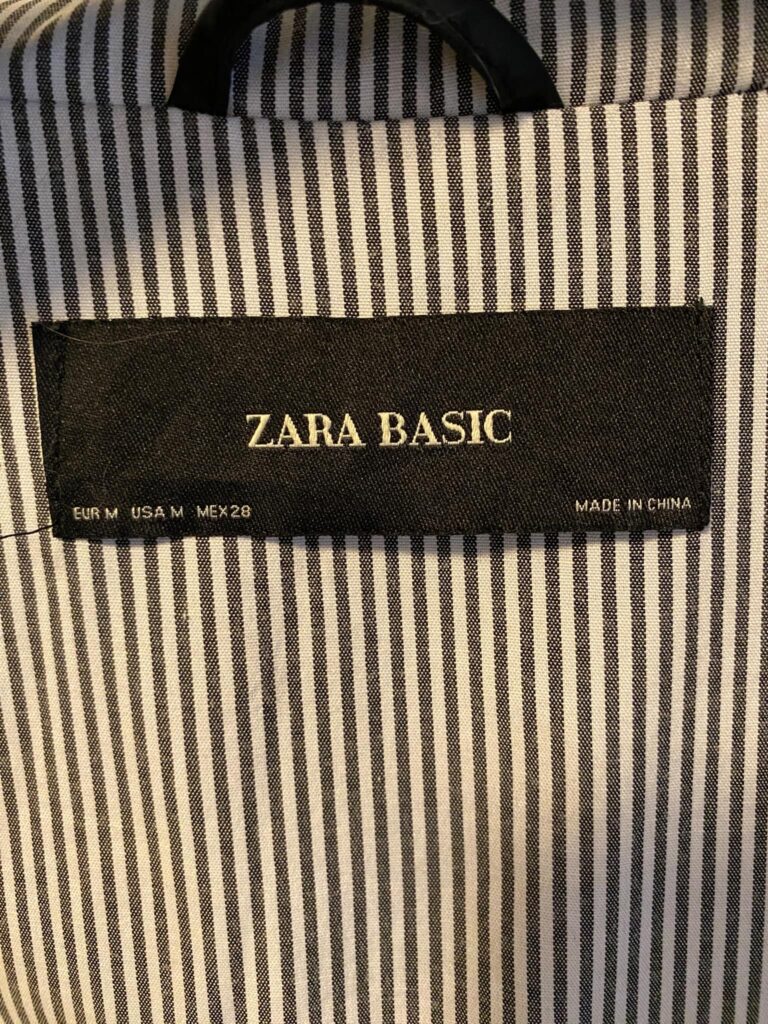 ZARA BASIC
EUR M USA M MEX 28
MADE IN CHINA